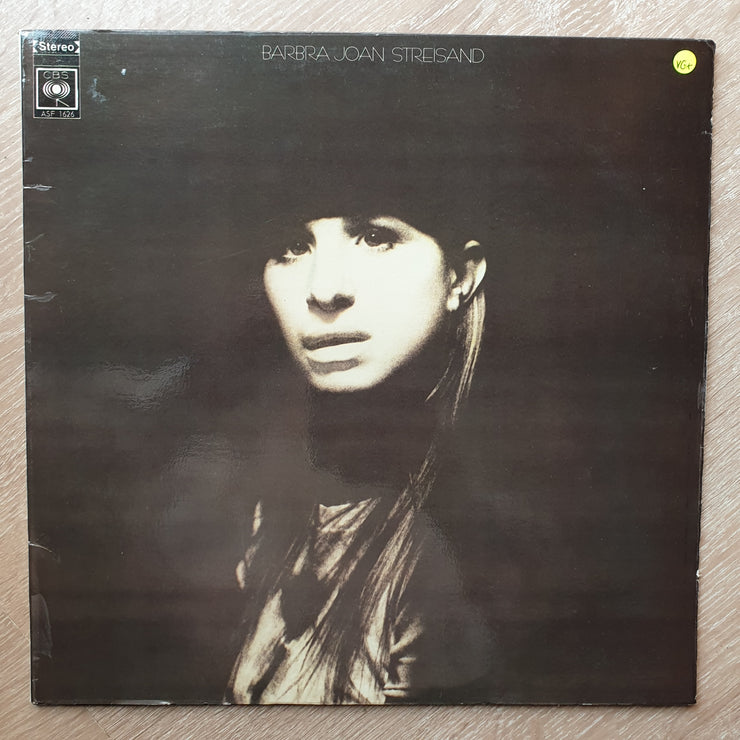 Stereo
BARBRA JOAN STREISAND
VG+
CBS
ASF 1626